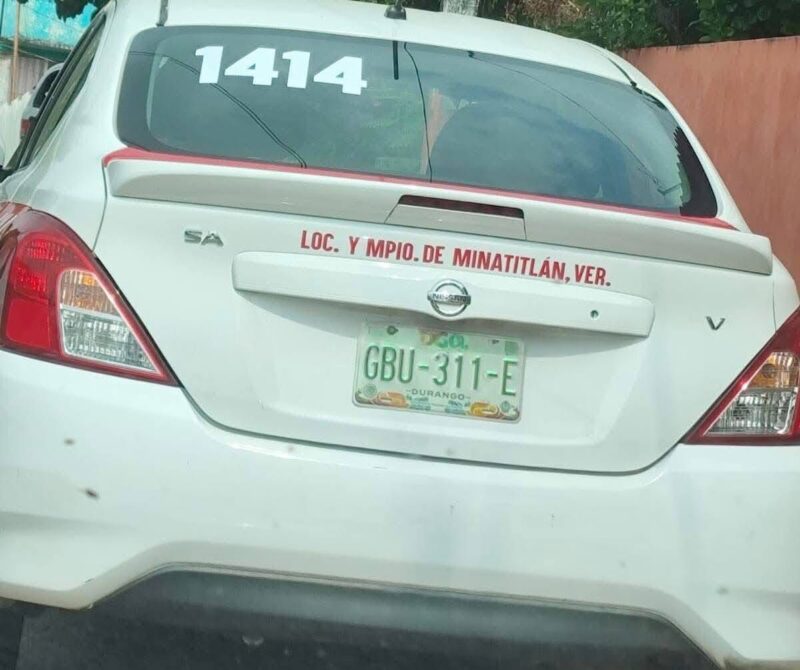 1414
SA
LOC. Y MPIO. DE MINATITLÁN, VER.
NISSAN
V
GBU-311-E
DURANGO